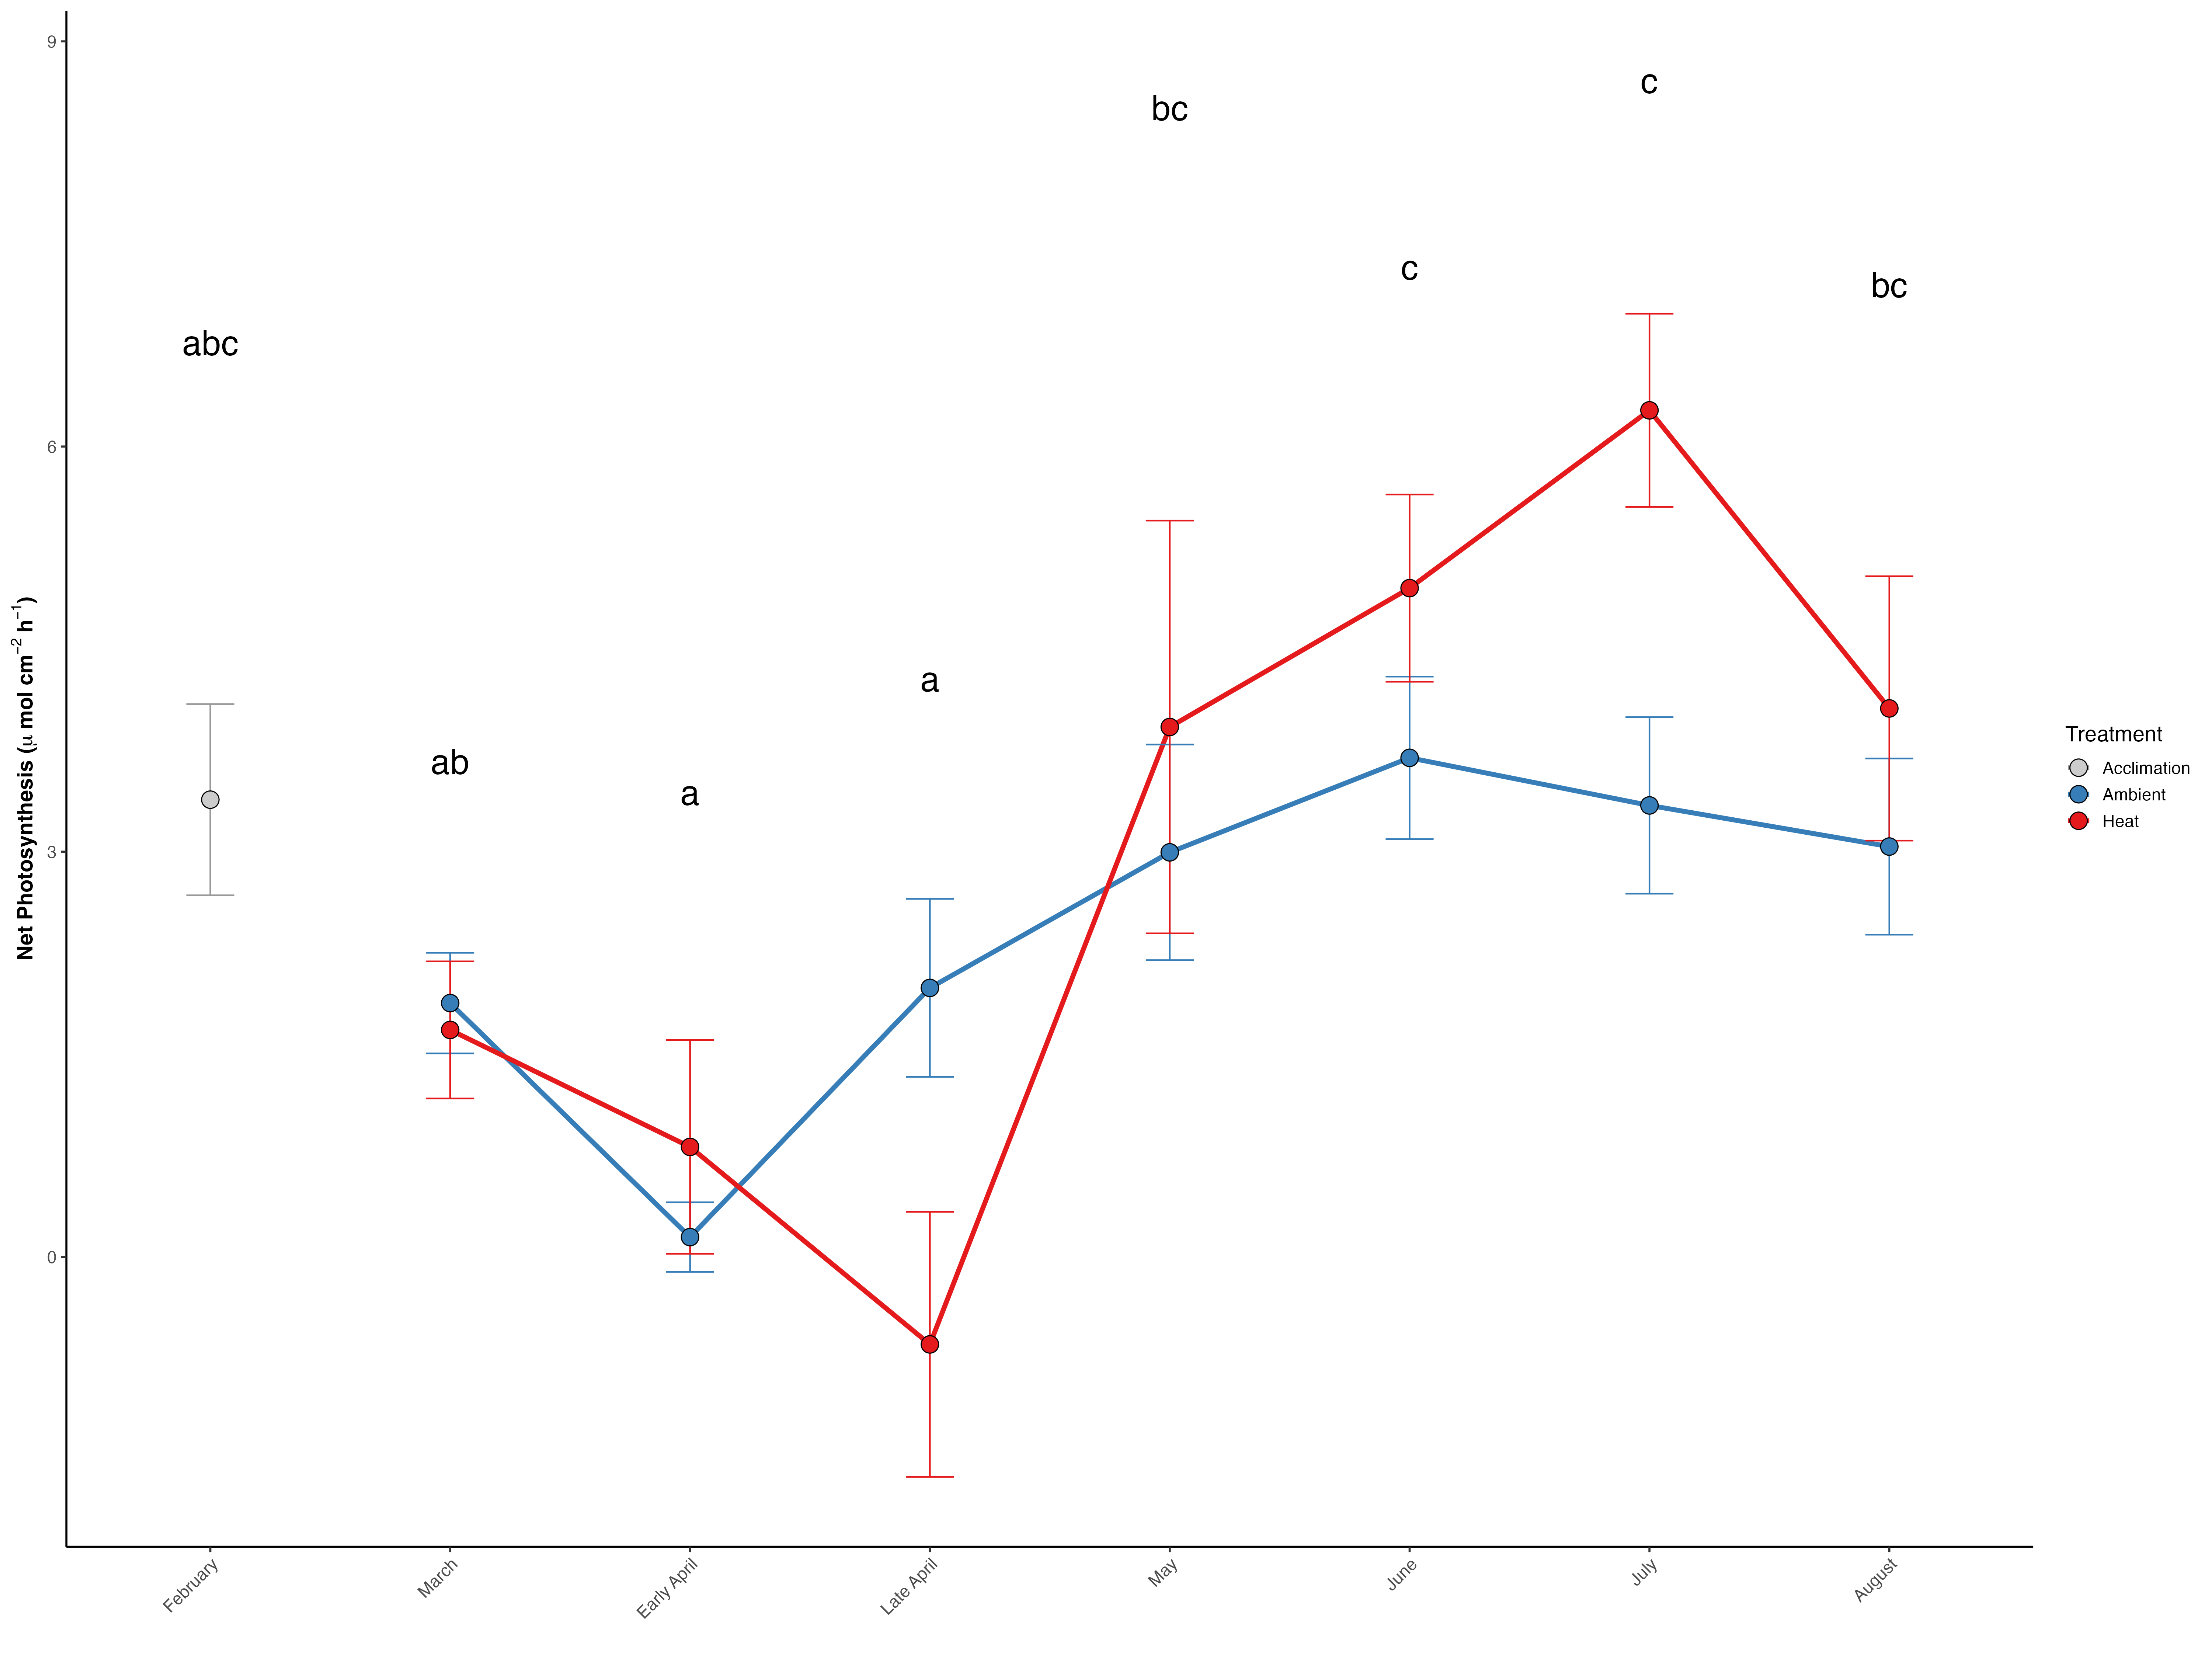 9
c
bc
c
bc
abc
6
a
ab
a
Net Photosynthesis (μ mol cm⁻² h⁻¹)
3
0
Treatment
Acclimation
Ambient
Heat
February
March
Early April
Late April
May
June
July
August